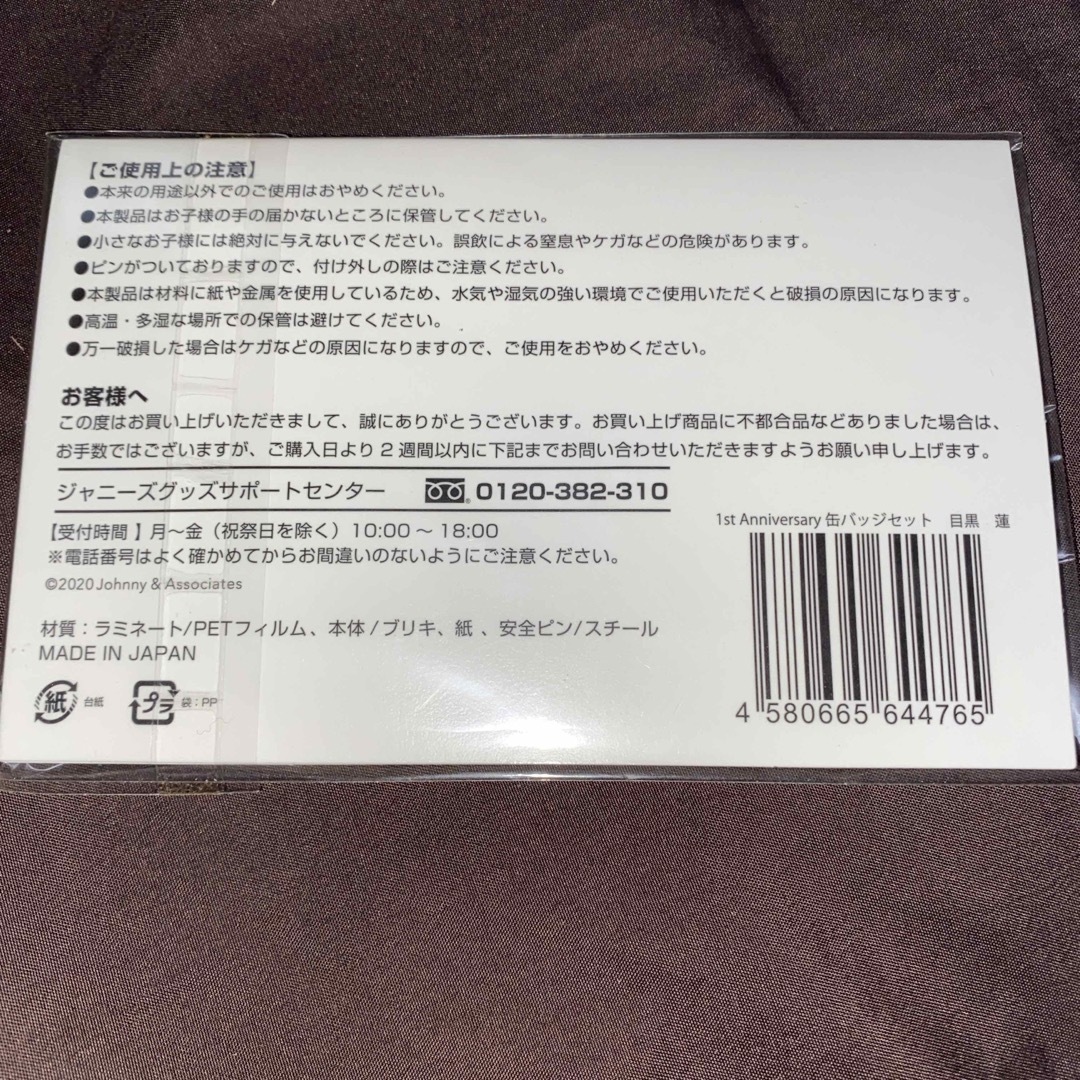 【ご使用上の注意】
●本来の用途以外でのご使用はおやめください。
●本製品はお子様の手の届かないところに保管してください。
●小さなお子様には絶対に与えないでください。誤飲による窒息やケガなどの危険があります。
●ピンがついておりますので、付け外しの際はご注意ください。
●本製品は材料に紙や金属を使用しているため、水気や湿気の強い環境でご使用いただくと破損の原因になります。
●高温・多湿な場所での保管は避けてください。
●万一破損した場合はケガなどの原因になりますので、ご使用をおやめください。
お客様へ
この度はお買い上げいただきまして、誠にありがとうございます。お買い上げ商品に不都合品などありました場合は、
お手数ではございますが、ご購入日より2週間以内に下記までお問い合わせいただきますようお願い申し上げます。
ジャニーズグッズサポートセンター 0120-382-310
【受付時間】月〜金（祝祭日を除く）10:00〜18:00
※電話番号はよく確かめてからお間違いのないようにご注意ください。
©2020 Johnny & Associates
材質：ラミネート/PETフィルム、本体/ブリキ、紙、安全ピン/スチール
MADE IN JAPAN
紙 台紙 プラ 袋：PP
1st Anniversary 缶バッジセット 目黒 蓮
4 580665 644765